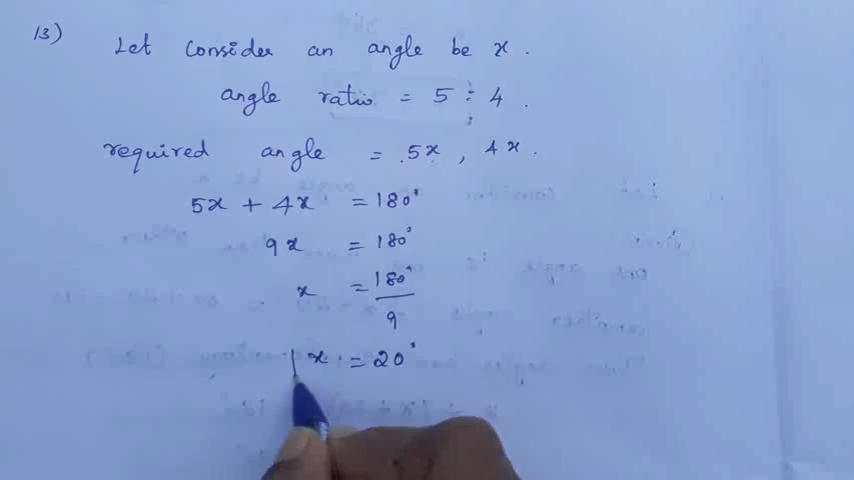 13) Let consider an angle be x .
angle ratio = 5 : 4 .
required angle = 5x , 4x .
5x + 4x = 180°
9x = 180°
x = 180°
9
x = 20°